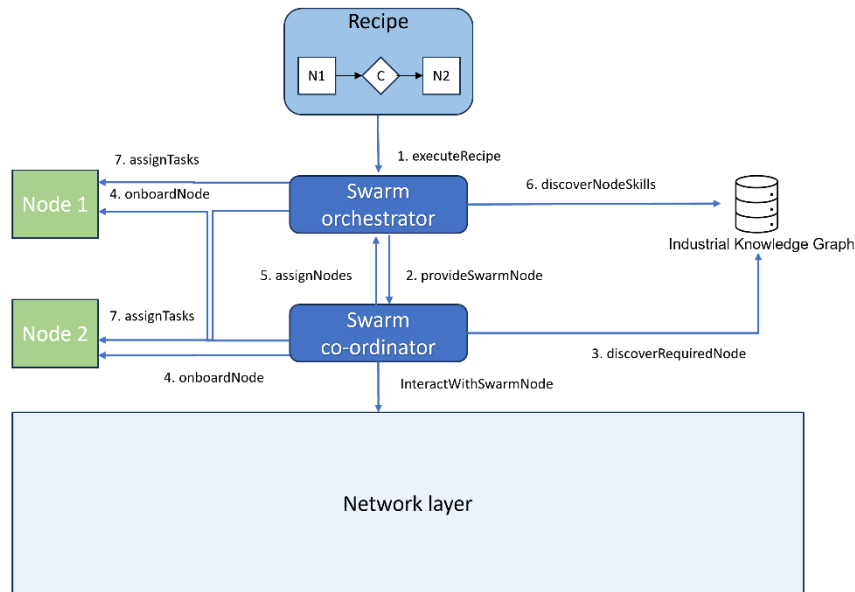 Recipe
N1
C
N2
1. executeRecipe
7. assignTasks
4. onboardNode
Node 1
Swarm
orchestrator
6. discoverNodeSkills
Industrial Knowledge Graph
5. assignNodes
2. provideSwarmNode
7. assignTasks
Node 2
Swarm
co-ordinator
3. discoverRequiredNode
4. onboardNode
InteractWithSwarmNode
Network layer